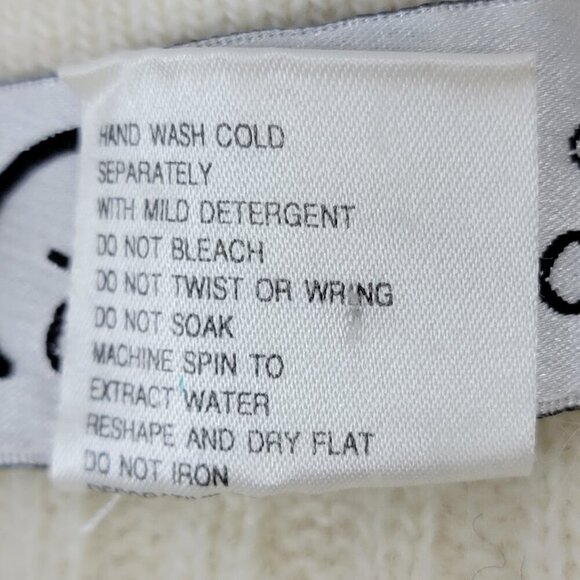 HAND WASH COLD
SEPARATELY
WITH MILD DETERGENT
DO NOT BLEACH
DO NOT TWIST OR WRING
DO NOT SOAK
MACHINE SPIN TO
EXTRACT WATER
RESHAPE AND DRY FLAT
DO NOT IRON